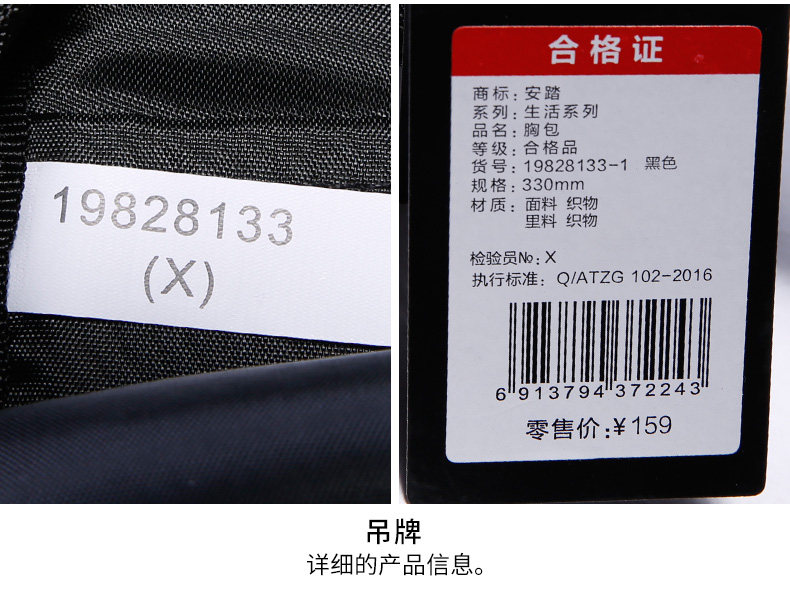 19828133
(X)
合格证
商标: 安踏
系列: 生活系列
品名: 胸包
等级: 合格品
货号: 19828133-1 黑色
规格: 330mm
材质: 面料 织物
里料 织物
检验员№: X
执行标准: Q/ATZG 102-2016
6 913794 372243
零售价:￥159
吊牌
详细的产品信息。